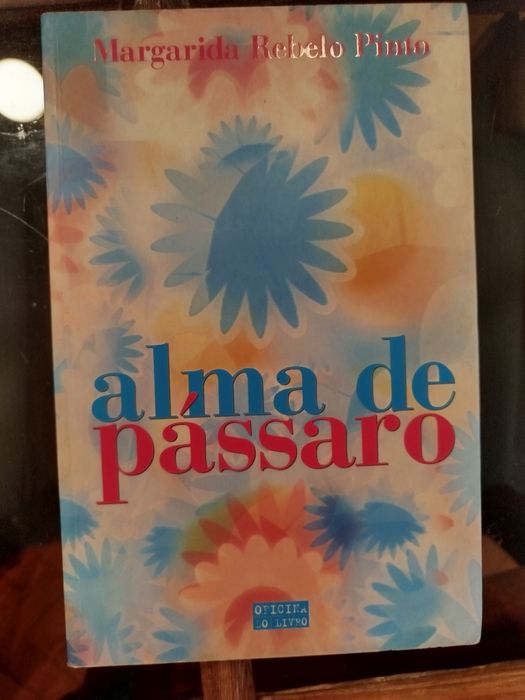 Margarida Rebelo Pinto
alma de
pássaro
OFICINA
DO LIVRO